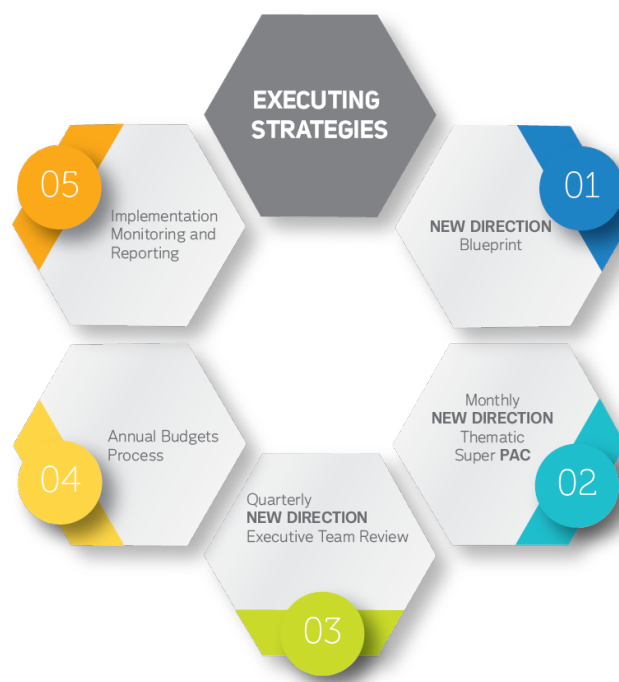 EXECUTING
STRATEGIES
01
NEW DIRECTION
Blueprint
Monthly
NEW DIRECTION
Thematic
Super PAC
02
Quarterly
NEW DIRECTION
Executive Team Review
03
Annual Budgets
Process
04
05
Implementation
Monitoring and
Reporting